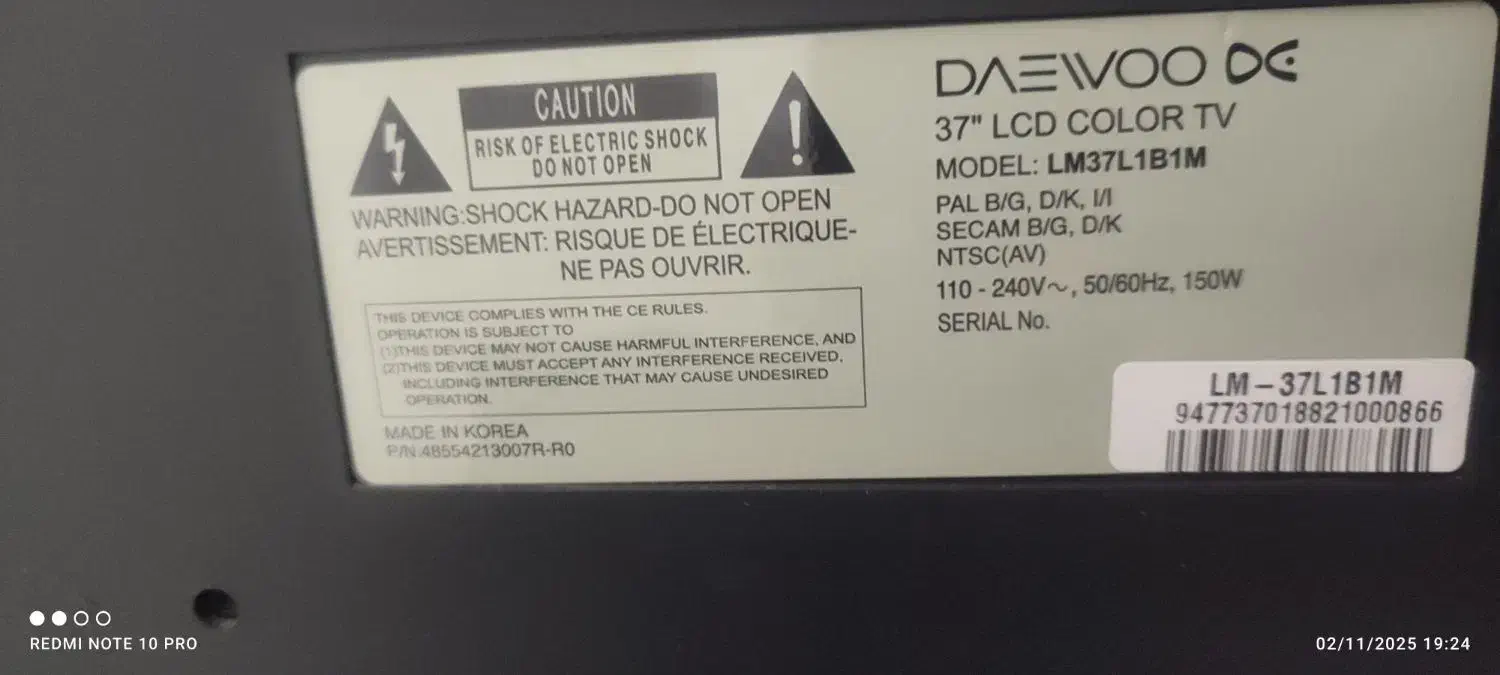 CAUTION
RISK OF ELECTRIC SHOCK
DO NOT OPEN
WARNING:SHOCK HAZARD-DO NOT OPEN
AVERTISSEMENT: RISQUE DE ÉLECTRIQUE-
NE PAS OUVRIR.
THIS DEVICE COMPLIES WITH THE CE RULES.
OPERATION IS SUBJECT TO
(1)THIS DEVICE MAY NOT CAUSE HARMFUL INTERFERENCE, AND
(2)THIS DEVICE MUST ACCEPT ANY INTERFERENCE RECEIVED,
INCLUDING INTERFERENCE THAT MAY CAUSE UNDESIRED
OPERATION.
MADE IN KOREA
P/N.48554213007R-R0
DAEWOO
37" LCD COLOR TV
MODEL: LM37L1B1M
PAL B/G, D/K, I/I
SECAM B/G, D/K
NTSC(AV)
110 - 240V~, 50/60Hz, 150W
SERIAL No.
LM-37L1B1M
947737018821000866
REDMI NOTE 10 PRO
02/11/2025 19:24